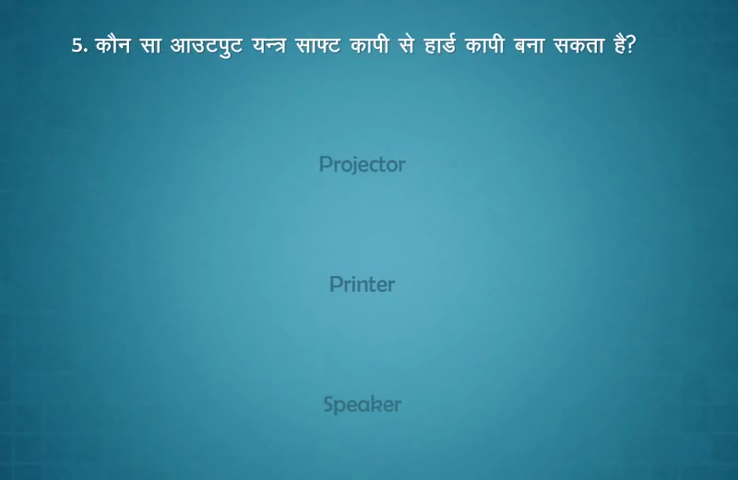 5. कौन सा आउटपुट यन्त्र साफ्ट कापी से हार्ड कापी बना सकता है?
Projector
Printer
Speaker